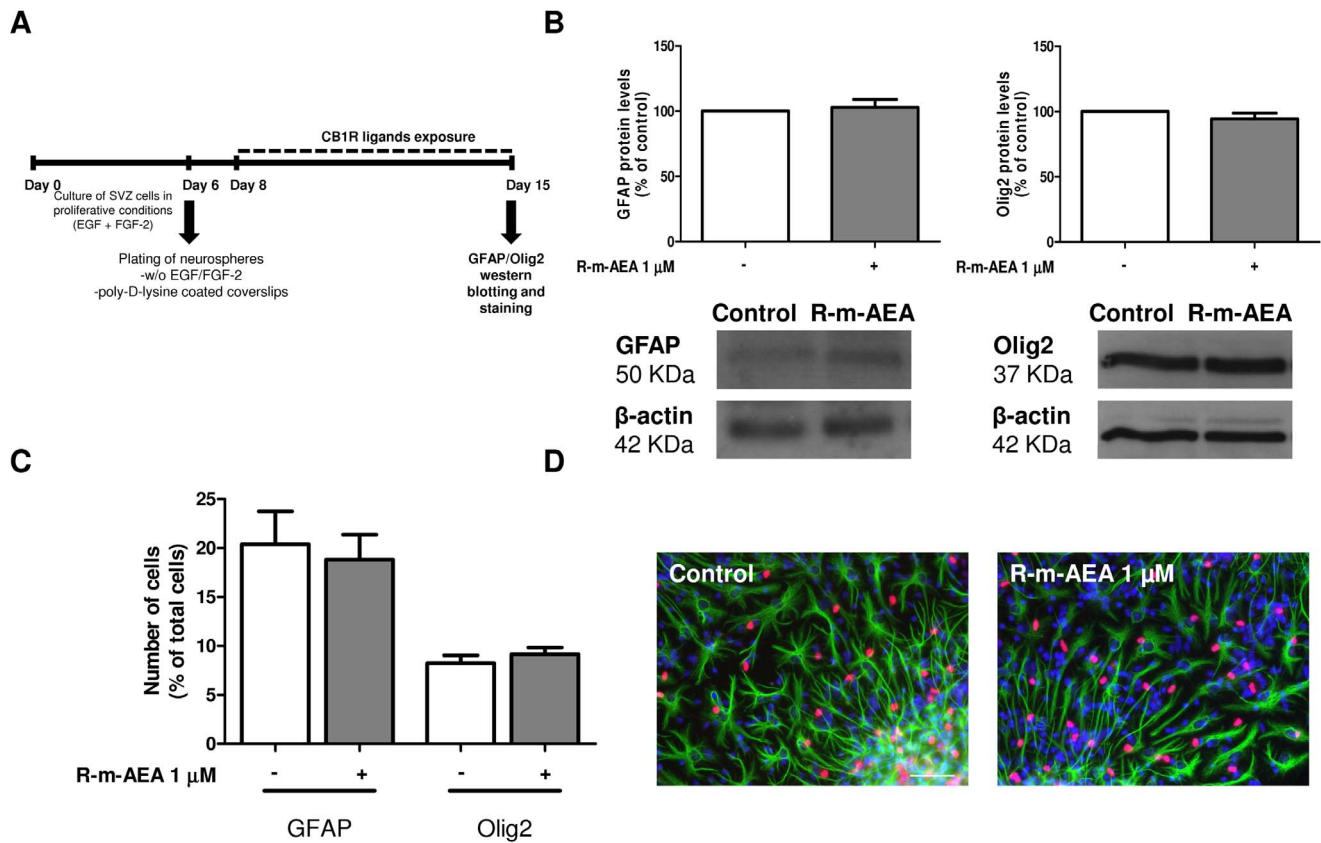 A
CB1R ligands exposure
Day 0
Day 6
Day 8
Day 15
Culture of SVZ cells in
proliferative conditions
(EGF + FGF-2)
Plating of neurospheres
-w/o EGF/FGF-2
-poly-D-lysine coated coverslips
GFAP/Olig2
western
blotting and
staining
B
GFAP protein levels
(% of control)
150
100
50
0
R-m-AEA 1 µM
-
+
Olig2 protein levels
(% of control)
150
100
50
0
R-m-AEA 1 µM
-
+
Control R-m-AEA
GFAP
50 KDa
β-actin
42 KDa
Control R-m-AEA
Olig2
37 KDa
β-actin
42 KDa
C
Number of cells
(% of total cells)
25
20
15
10
5
0
R-m-AEA 1 µM
-
+
-
+
GFAP
Olig2
D
Control
R-m-AEA 1 µM